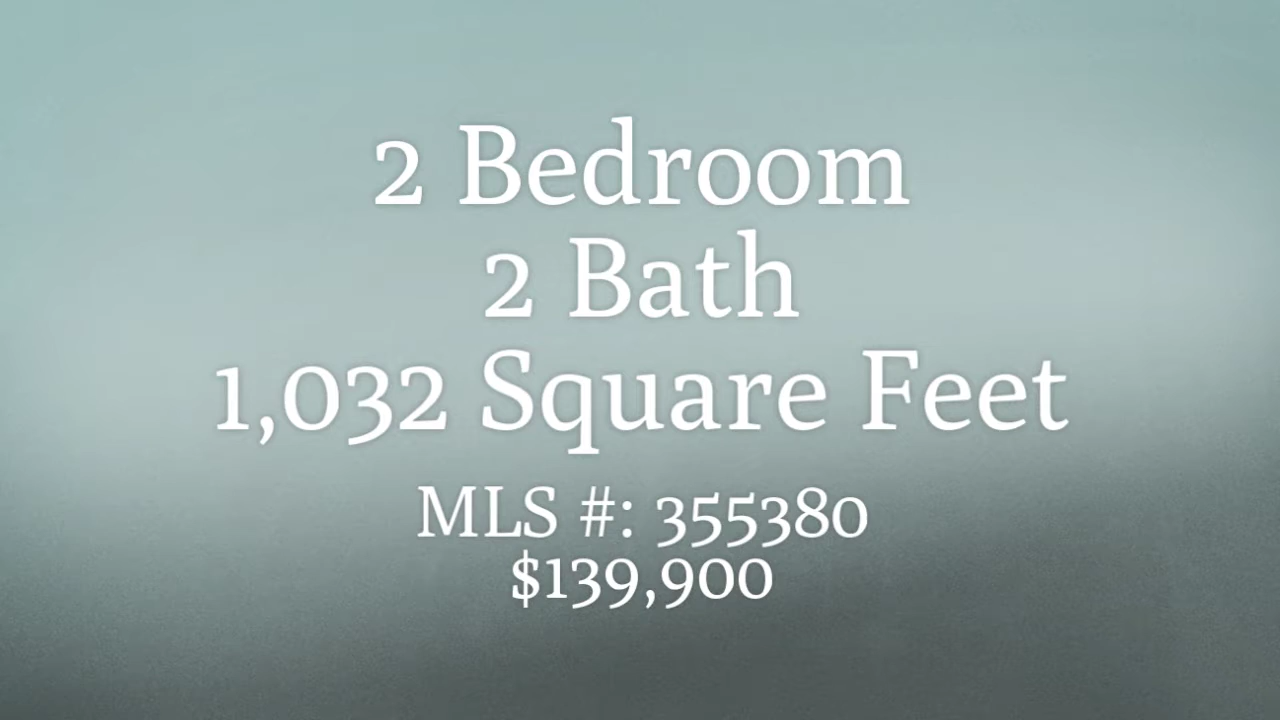 2 Bedroom
2 Bath
1,032 Square Feet
MLS #: 355380
$139,900